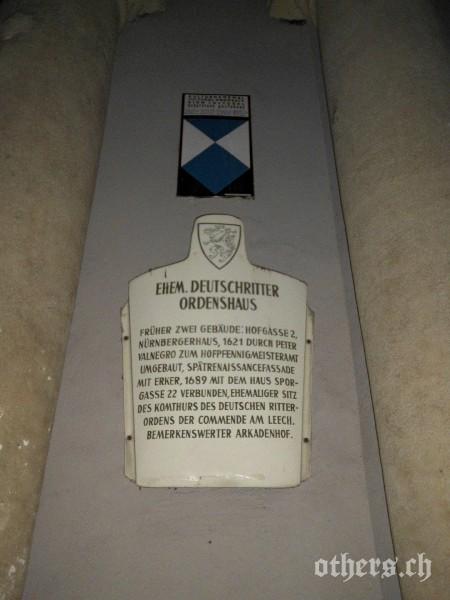 KULTURDENKMAL
EHEM. DEUTSCHRITTER
ORDENSHAUS
FRÜHER ZWEI GEBÄUDE: HOFGASSE 2,
NÜRNBERGERHAUS, 1621 DURCH PETER
VALNEGRO ZUM HOFPFENNIGMEISTERAMT
UMGEBAUT, SPÄTRENAISSANCEFASSADE
MIT ERKER, 1689 MIT DEM HAUS SPOR-
GASSE 22 VERBUNDEN, EHEMALIGER SITZ
DES KOMTHURS DES DEUTSCHEN RITTER-
ORDENS DER COMMENDE AM LEECH.
BEMERKENSWERTER ARKADENHOF.
others.ch